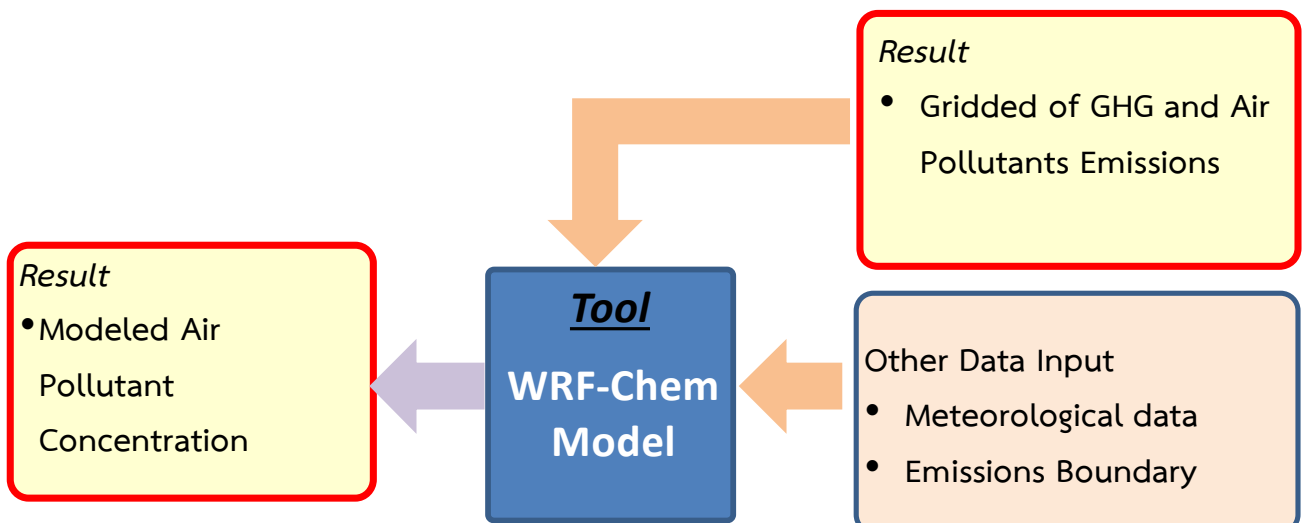 Result
• Gridded of GHG and Air
Pollutants Emissions
Result
•Modeled Air
Pollutant
Concentration
Tool
WRF-Chem
Model
Other Data Input
• Meteorological data
• Emissions Boundary